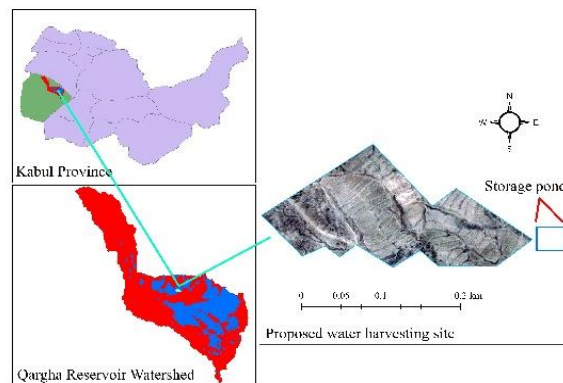 Kabul Province
Qargha Reservoir Watershed
N
W E
S
Storage pond
0 0.05 0.1 0.2 km
Proposed water harvesting site